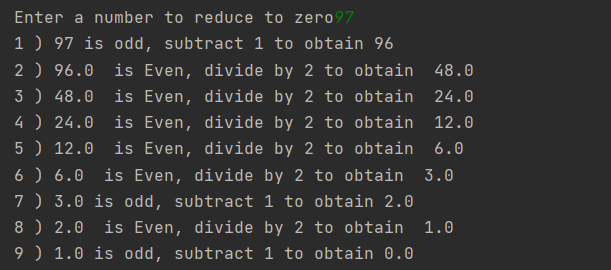 Enter a number to reduce to zero97
1 ) 97 is odd, subtract 1 to obtain 96
2 ) 96.0  is Even, divide by 2 to obtain  48.0
3 ) 48.0  is Even, divide by 2 to obtain  24.0
4 ) 24.0  is Even, divide by 2 to obtain  12.0
5 ) 12.0  is Even, divide by 2 to obtain  6.0
6 ) 6.0  is Even, divide by 2 to obtain  3.0
7 ) 3.0 is odd, subtract 1 to obtain 2.0
8 ) 2.0  is Even, divide by 2 to obtain  1.0
9 ) 1.0 is odd, subtract 1 to obtain 0.0